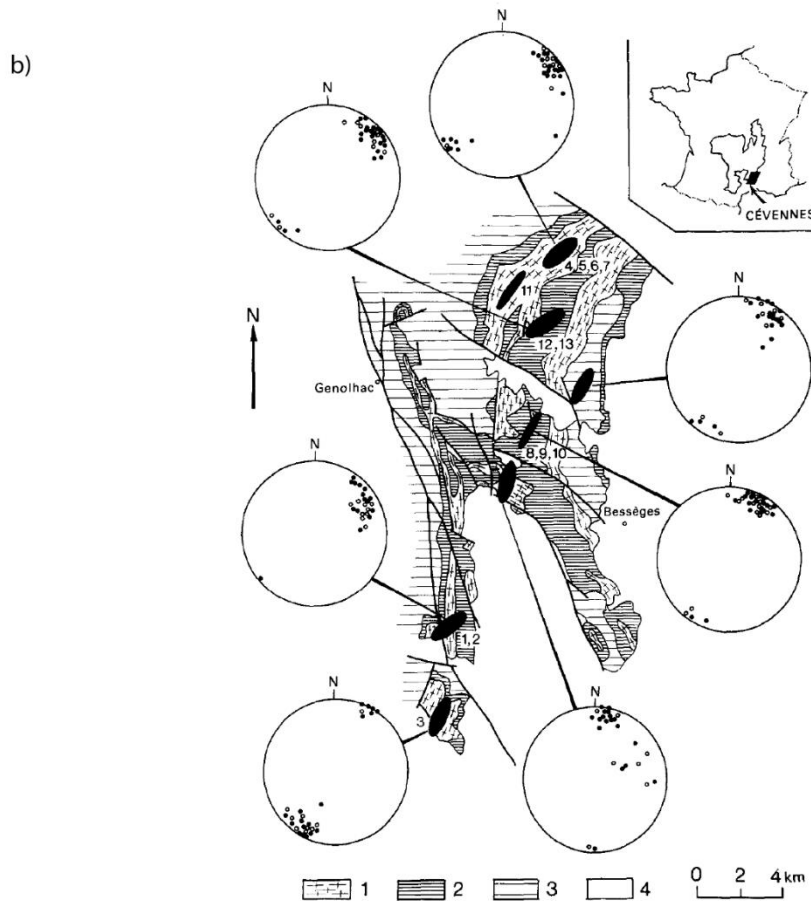 b)
N
N
CÉVENNES
4,5,6,7
11
N
N
12,13
Genolhac
N
8,9,10
N
Bessèges
1,2
N
N
3
1 2 3 4
0 2 4 km